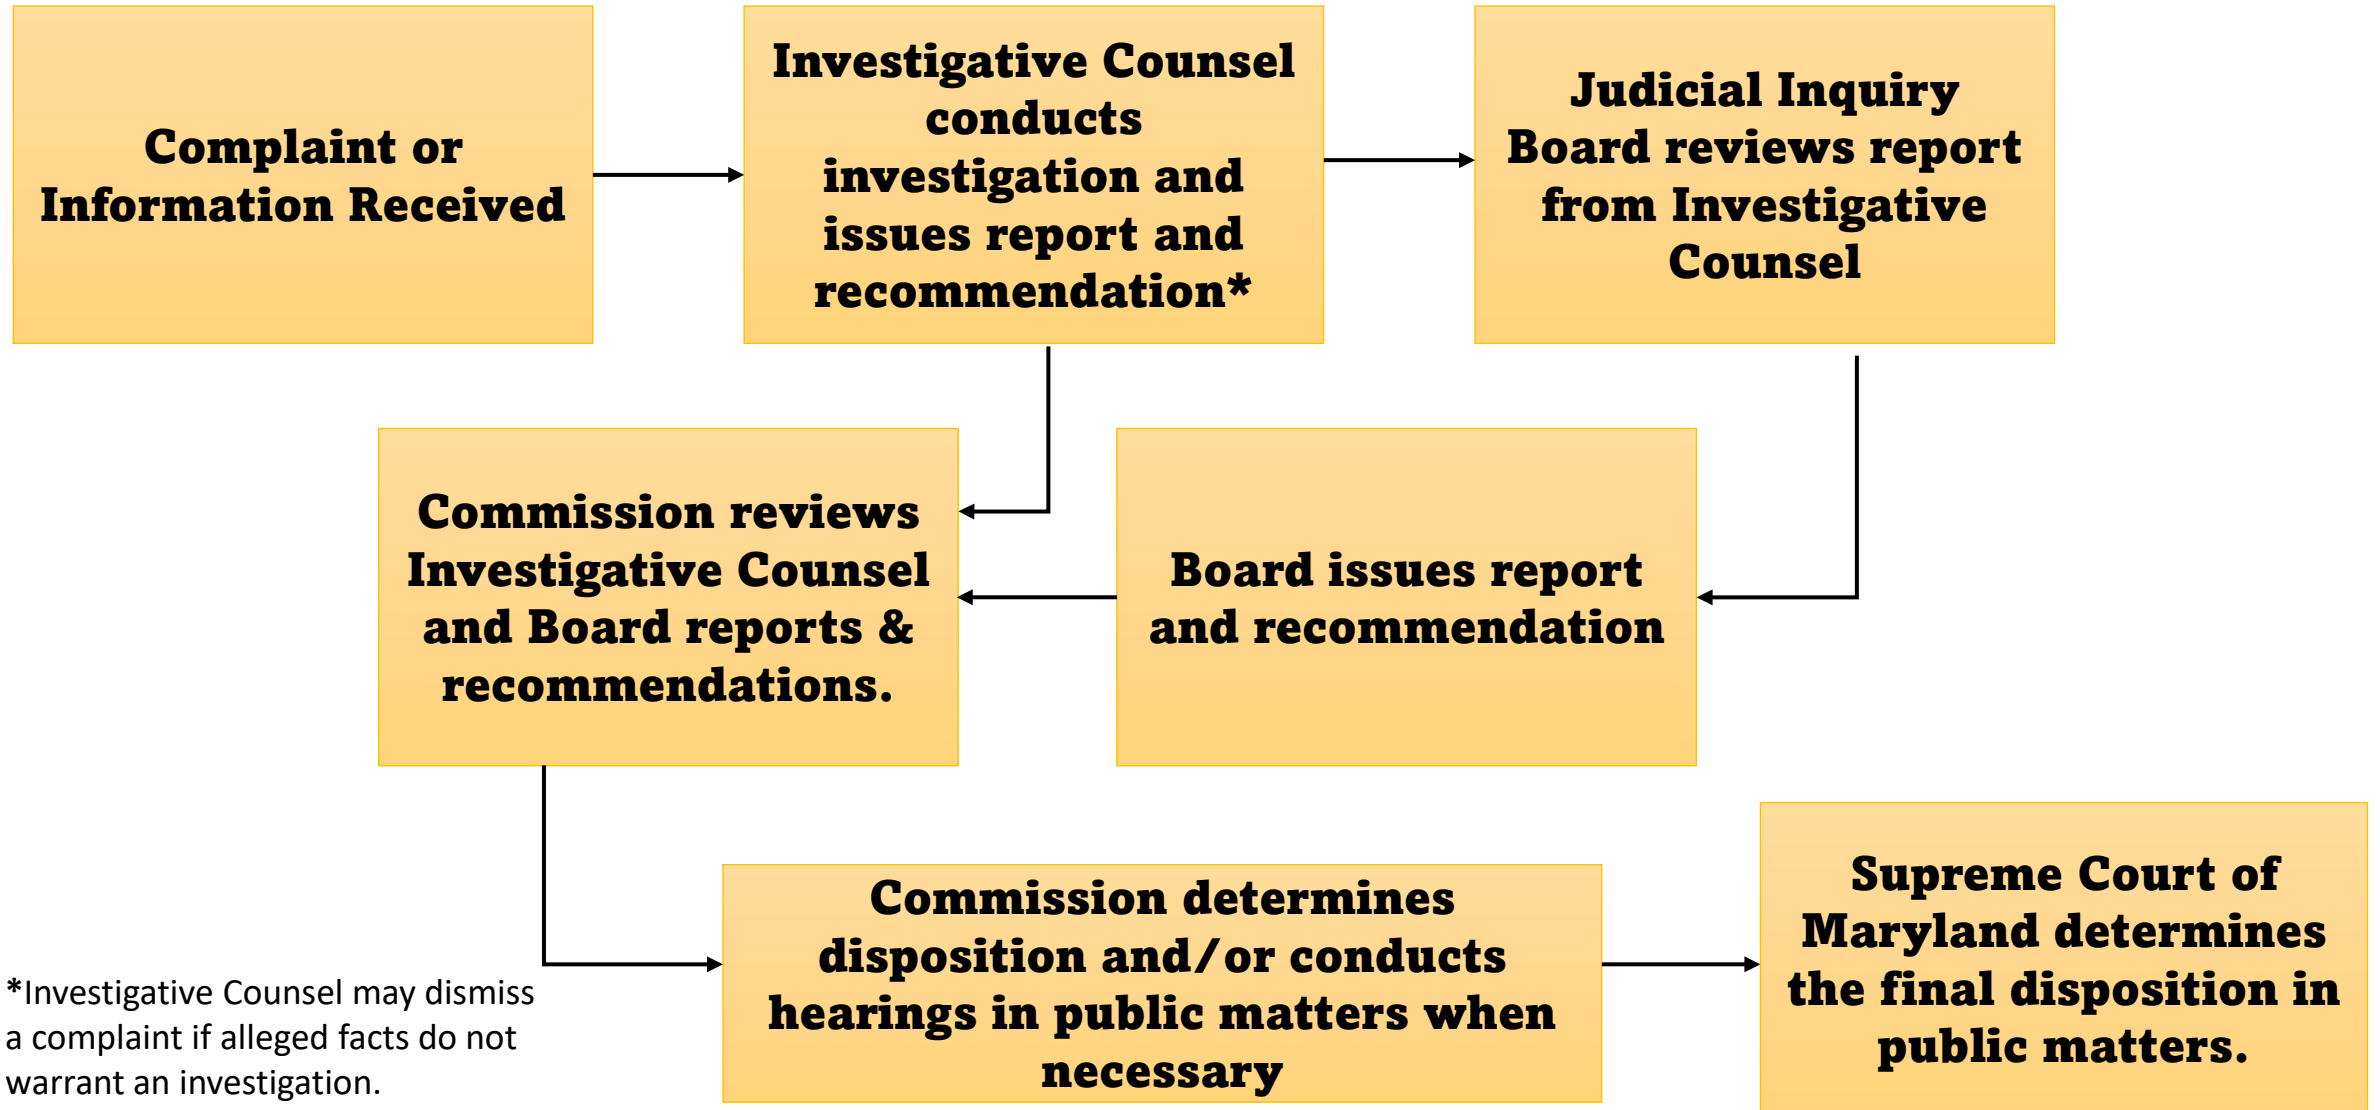 Complaint or
Information Received
Investigative Counsel
conducts
investigation and
issues report and
recommendation*
Judicial Inquiry
Board reviews report
from Investigative
Counsel
Commission reviews
Investigative Counsel
and Board reports &
recommendations.
Board issues report
and recommendation
Commission determines
disposition and/or conducts
hearings in public matters when
necessary
Supreme Court of
Maryland determines
the final disposition in
public matters.
*Investigative Counsel may dismiss
a complaint if alleged facts do not
warrant an investigation.